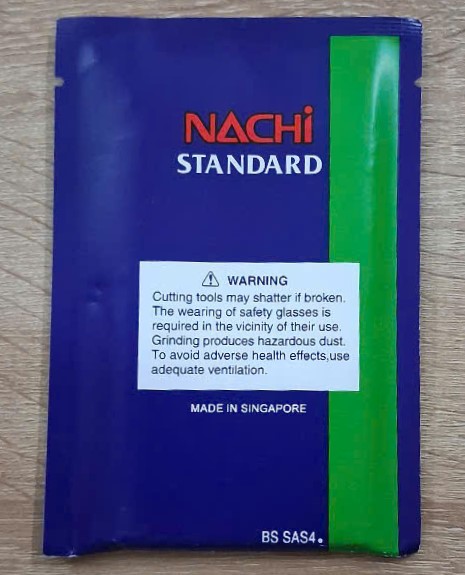 NACHi
STANDARD
⚠ WARNING
Cutting tools may shatter if broken.
The wearing of safety glasses is
required in the vicinity of their use.
Grinding produces hazardous dust.
To avoid adverse health effects,use
adequate ventilation.
MADE IN SINGAPORE
BS SAS4.